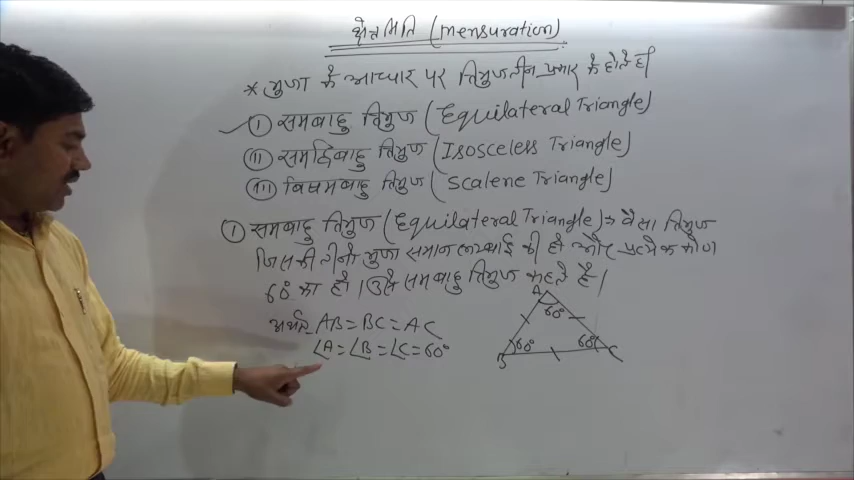 क्षेत्रमिति (mensuration)
* भुजा के आधार पर त्रिभुज तीन प्रकार के होते हैं
(I) समबाहु त्रिभुज (Equilateral Triangle)
(II) समद्विबाहु त्रिभुज (Isosceless Triangle)
(III) विषमबाहु त्रिभुज (Scalene Triangle)
(I) समबाहु त्रिभुज (Equilateral Triangle) ⇒ वैसा त्रिभुज
जिसकी तीनों भुजा समान लम्बाई की हो और प्रत्येक कोण
60° का हो। उसे समबाहु त्रिभुज कहते हैं।
अर्थात AB = BC = AC
∠A = ∠B = ∠C = 60°
A
60°
60° 60°
B C